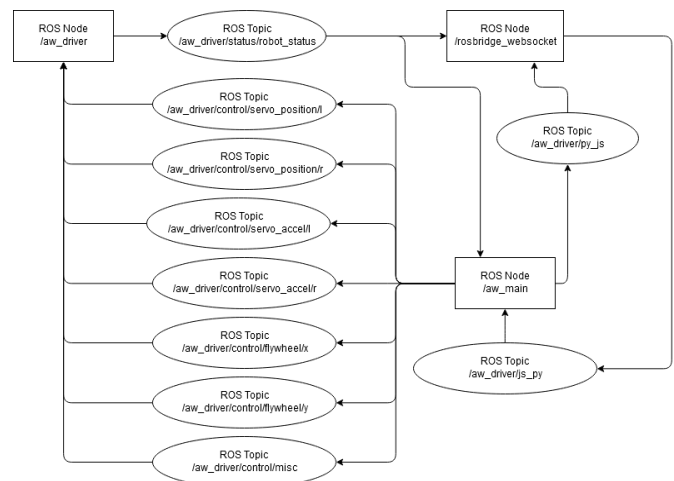 ROS Node
/aw_driver
ROS Topic
/aw_driver/status/robot_status
ROS Node
/rosbridge_websocket
ROS Topic
/aw_driver/control/servo_position/l
ROS Topic
/aw_driver/py_js
ROS Topic
/aw_driver/control/servo_position/r
ROS Topic
/aw_driver/control/servo_accel/l
ROS Topic
/aw_driver/control/servo_accel/r
ROS Node
/aw_main
ROS Topic
/aw_driver/control/flywheel/x
ROS Topic
/aw_driver/js_py
ROS Topic
/aw_driver/control/flywheel/y
ROS Topic
/aw_driver/control/misc